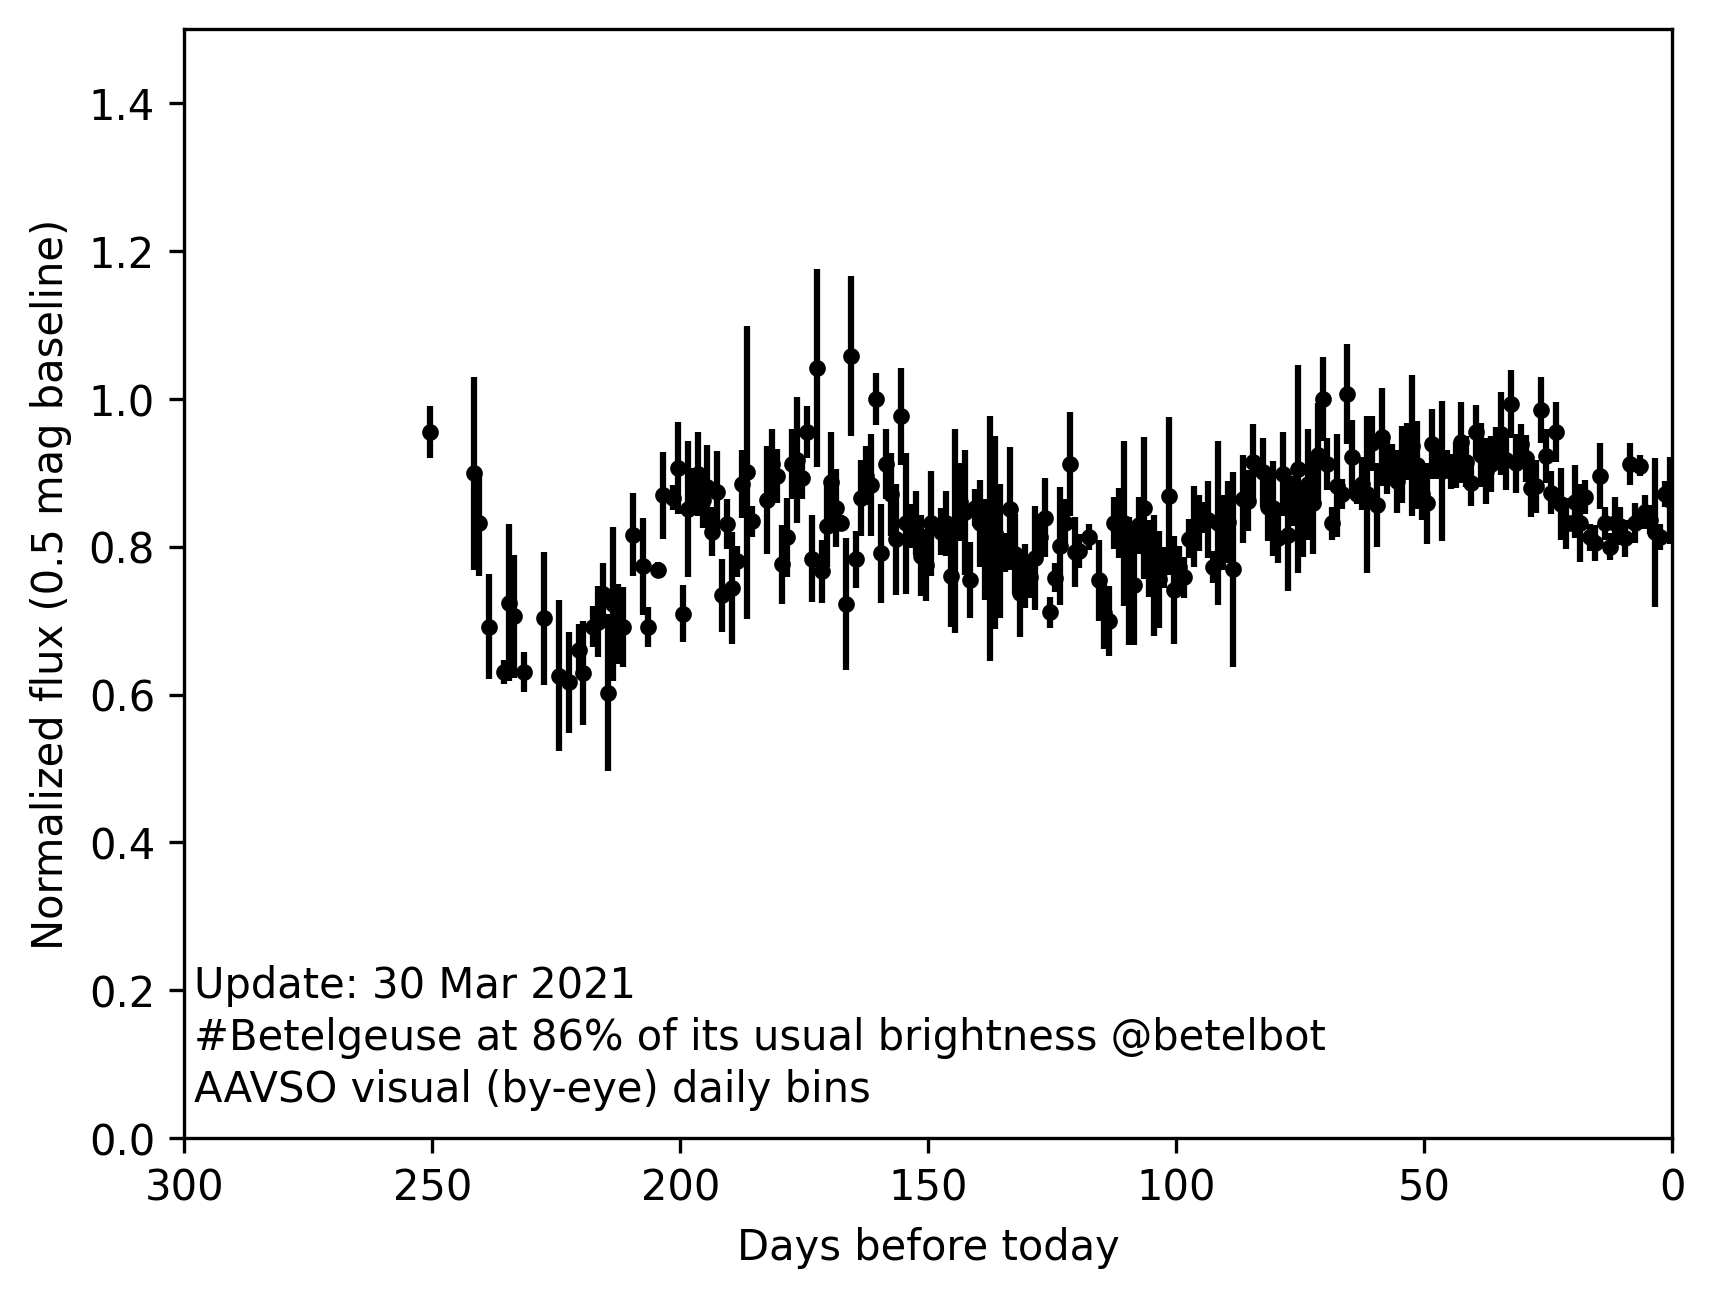 1.4
1.2
1.0
0.8
0.6
0.4
0.2
0.0
Normalized flux (0.5 mag baseline)
Update: 30 Mar 2021
#Betelgeuse at 86% of its usual brightness @betelbot
AAVSO visual (by-eye) daily bins
300 250 200 150 100 50 0
Days before today